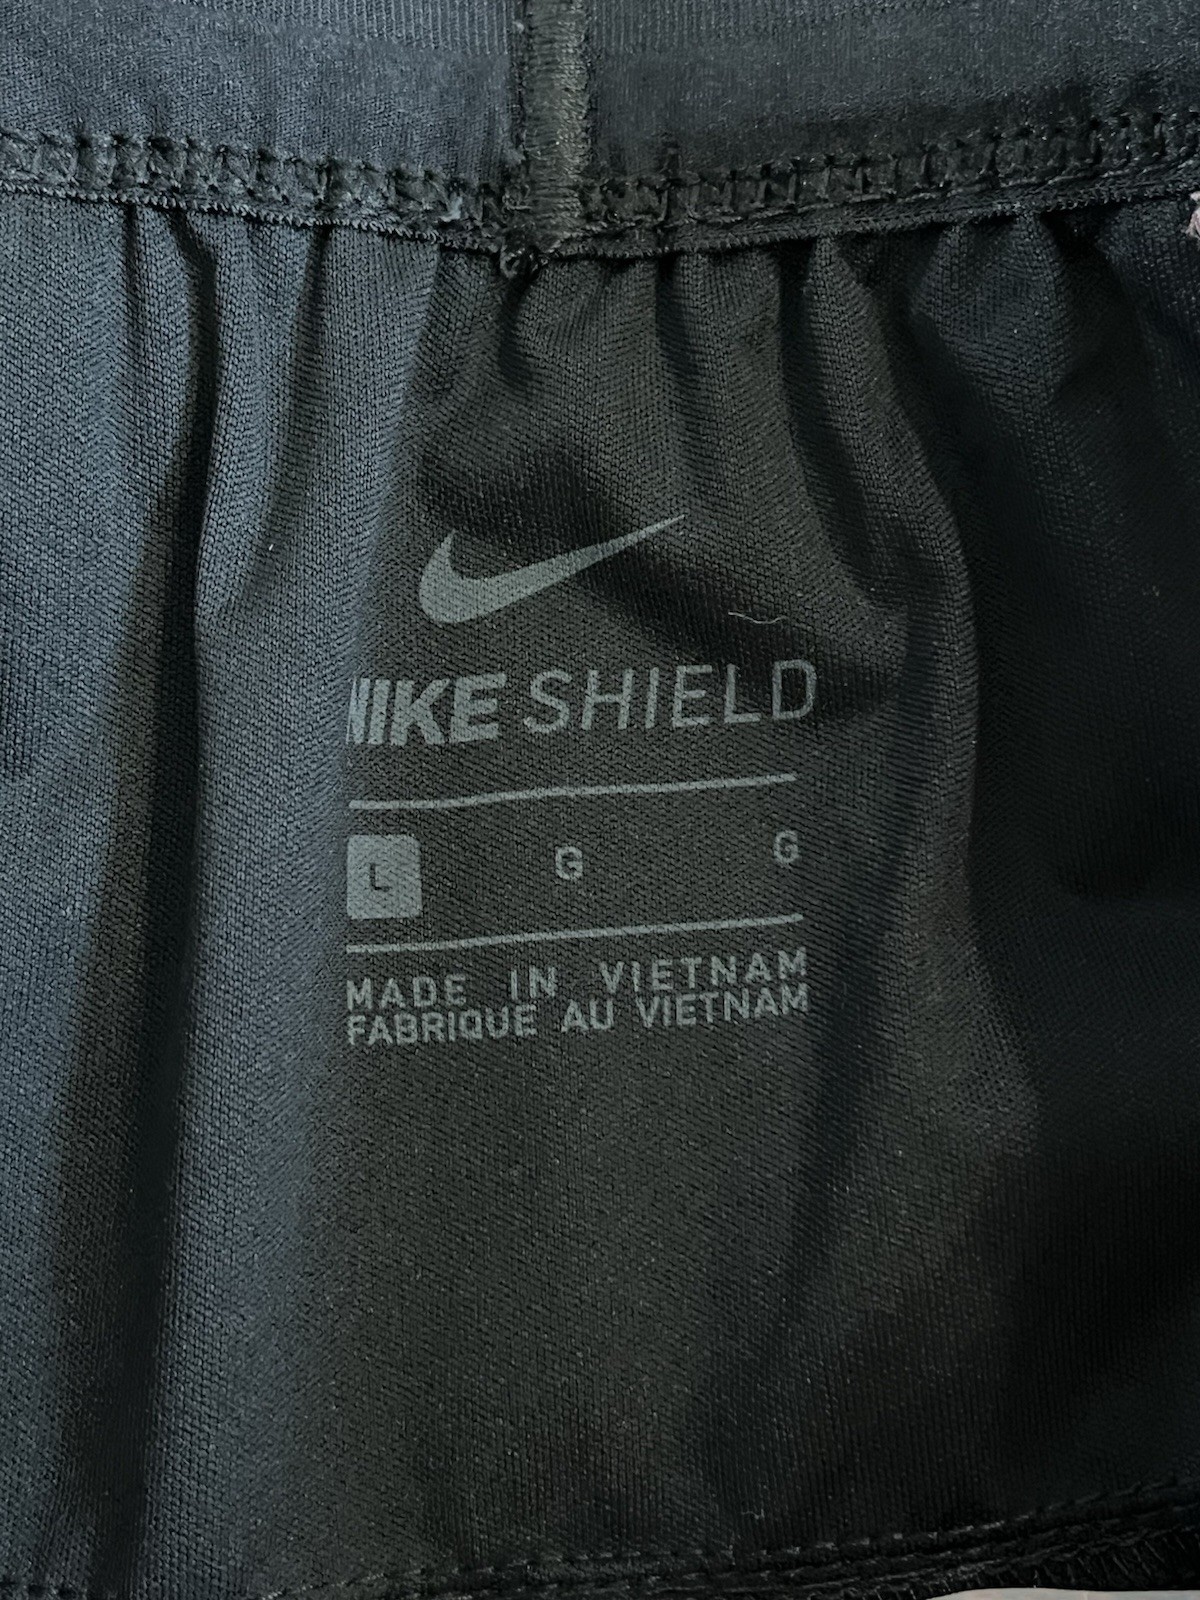 NIKE SHIELD
L G G
MADE IN VIETNAM
FABRIQUE AU VIETNAM